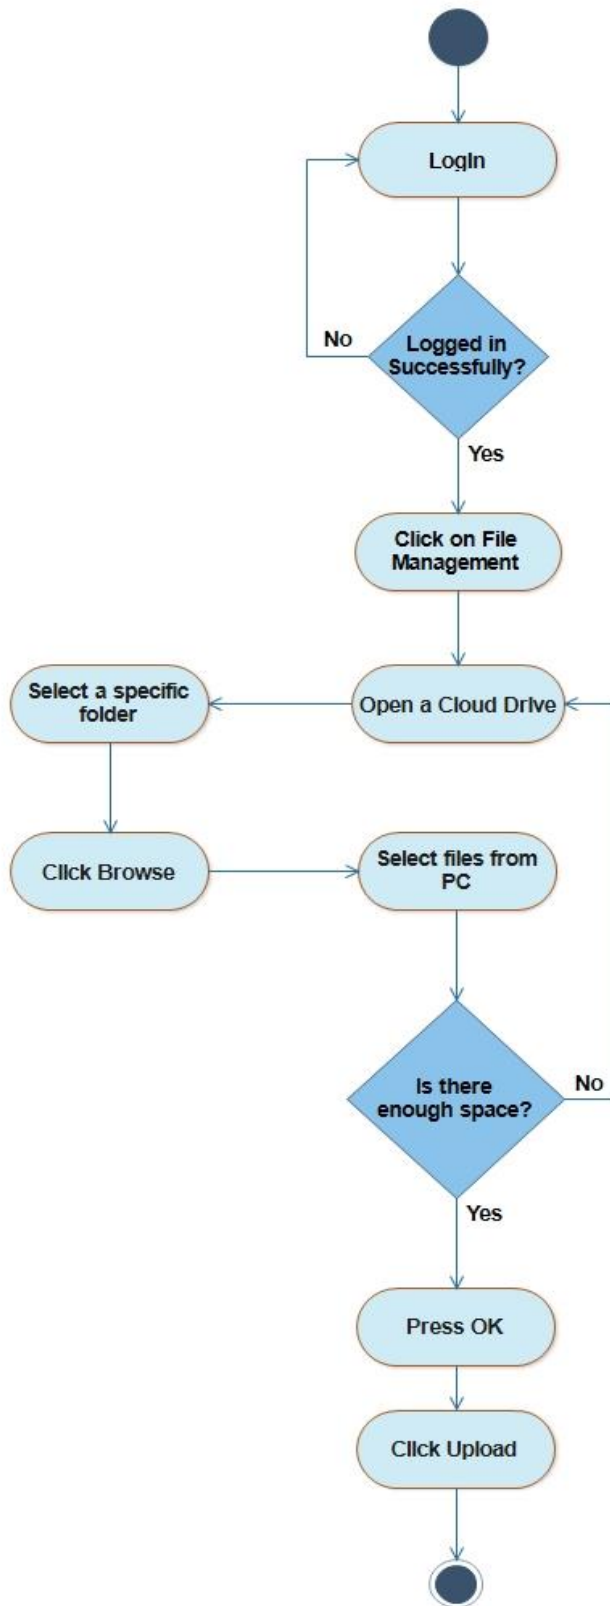 LogIn
No
Logged in
Successfully?
Yes
Click on File
Management
Select a specific
folder
Open a Cloud Drive
Click Browse
Select files from
PC
Is there
enough space?
No
Yes
Press OK
Click Upload